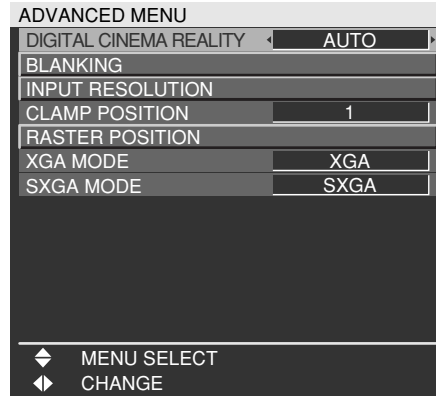 ADVANCED MENU
DIGITAL CINEMA REALITY AUTO
BLANKING
INPUT RESOLUTION
CLAMP POSITION 1
RASTER POSITION
XGA MODE XGA
SXGA MODE SXGA
MENU SELECT
CHANGE